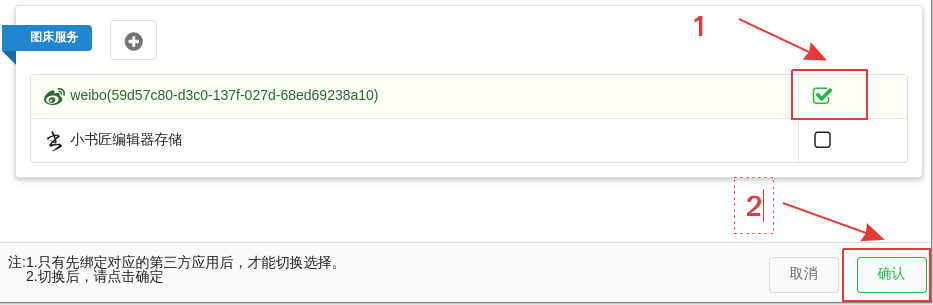 1
图床服务
weibo(59d57c80-d3c0-137f-027d-68ed69238a10)
小书匠编辑器存储
2
注:1.只有先绑定对应的第三方应用后，才能切换选择。
2.切换后，请点击确定
取消
确认